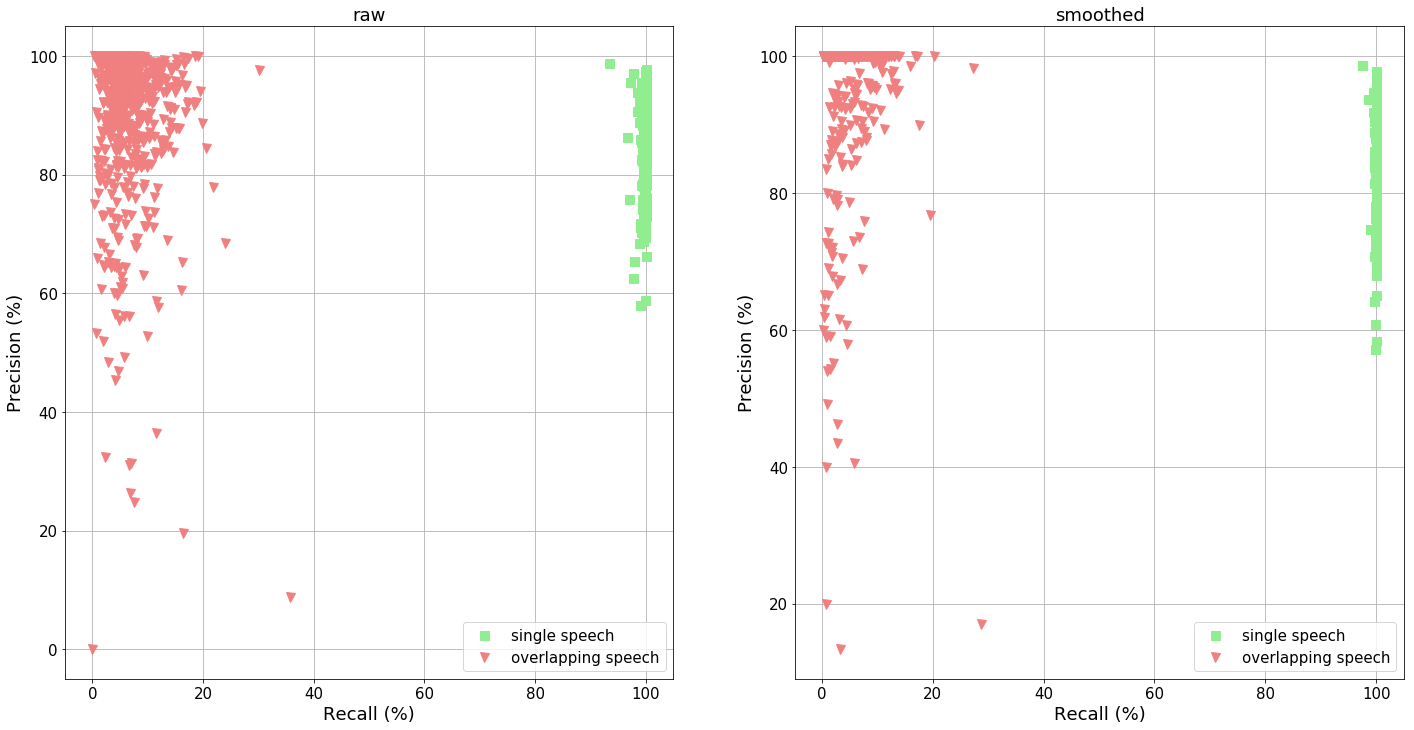 raw
100
80
60
40
20
0
Precision (%)
0 20 40 60 80 100
Recall (%)
single speech
overlapping speech
smoothed
100
80
60
40
20
Precision (%)
0 20 40 60 80 100
Recall (%)
single speech
overlapping speech